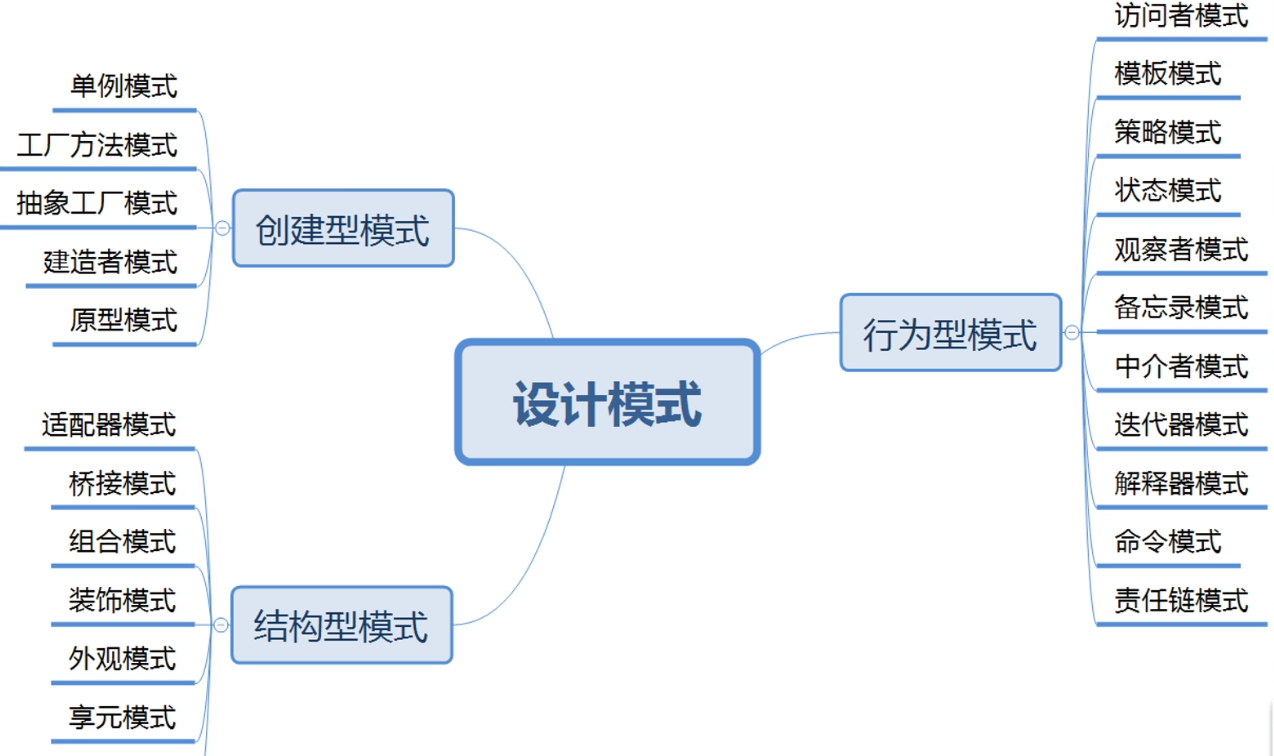 设计模式
创建型模式
单例模式
工厂方法模式
抽象工厂模式
建造者模式
原型模式
结构型模式
适配器模式
桥接模式
组合模式
装饰模式
外观模式
享元模式
行为型模式
访问者模式
模板模式
策略模式
状态模式
观察者模式
备忘录模式
中介者模式
迭代器模式
解释器模式
命令模式
责任链模式